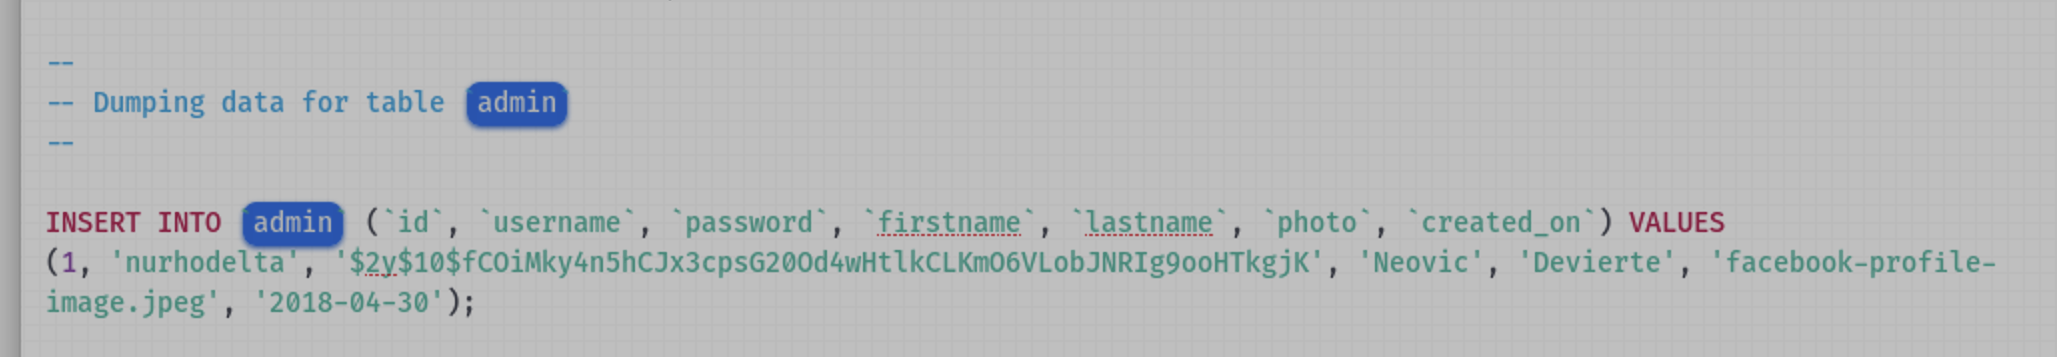 --
-- Dumping data for table admin
--
INSERT INTO admin (`id`, `username`, `password`, `firstname`, `lastname`, `photo`, `created_on`) VALUES
(1, 'nurhodelta', '$2y$10$fCOiMky4n5hCJx3cpsG20Od4wHtlkCLKmO6VLobJNRIg9ooHTkgjK', 'Neovic', 'Devierte', 'facebook-profile-
image.jpeg', '2018-04-30');